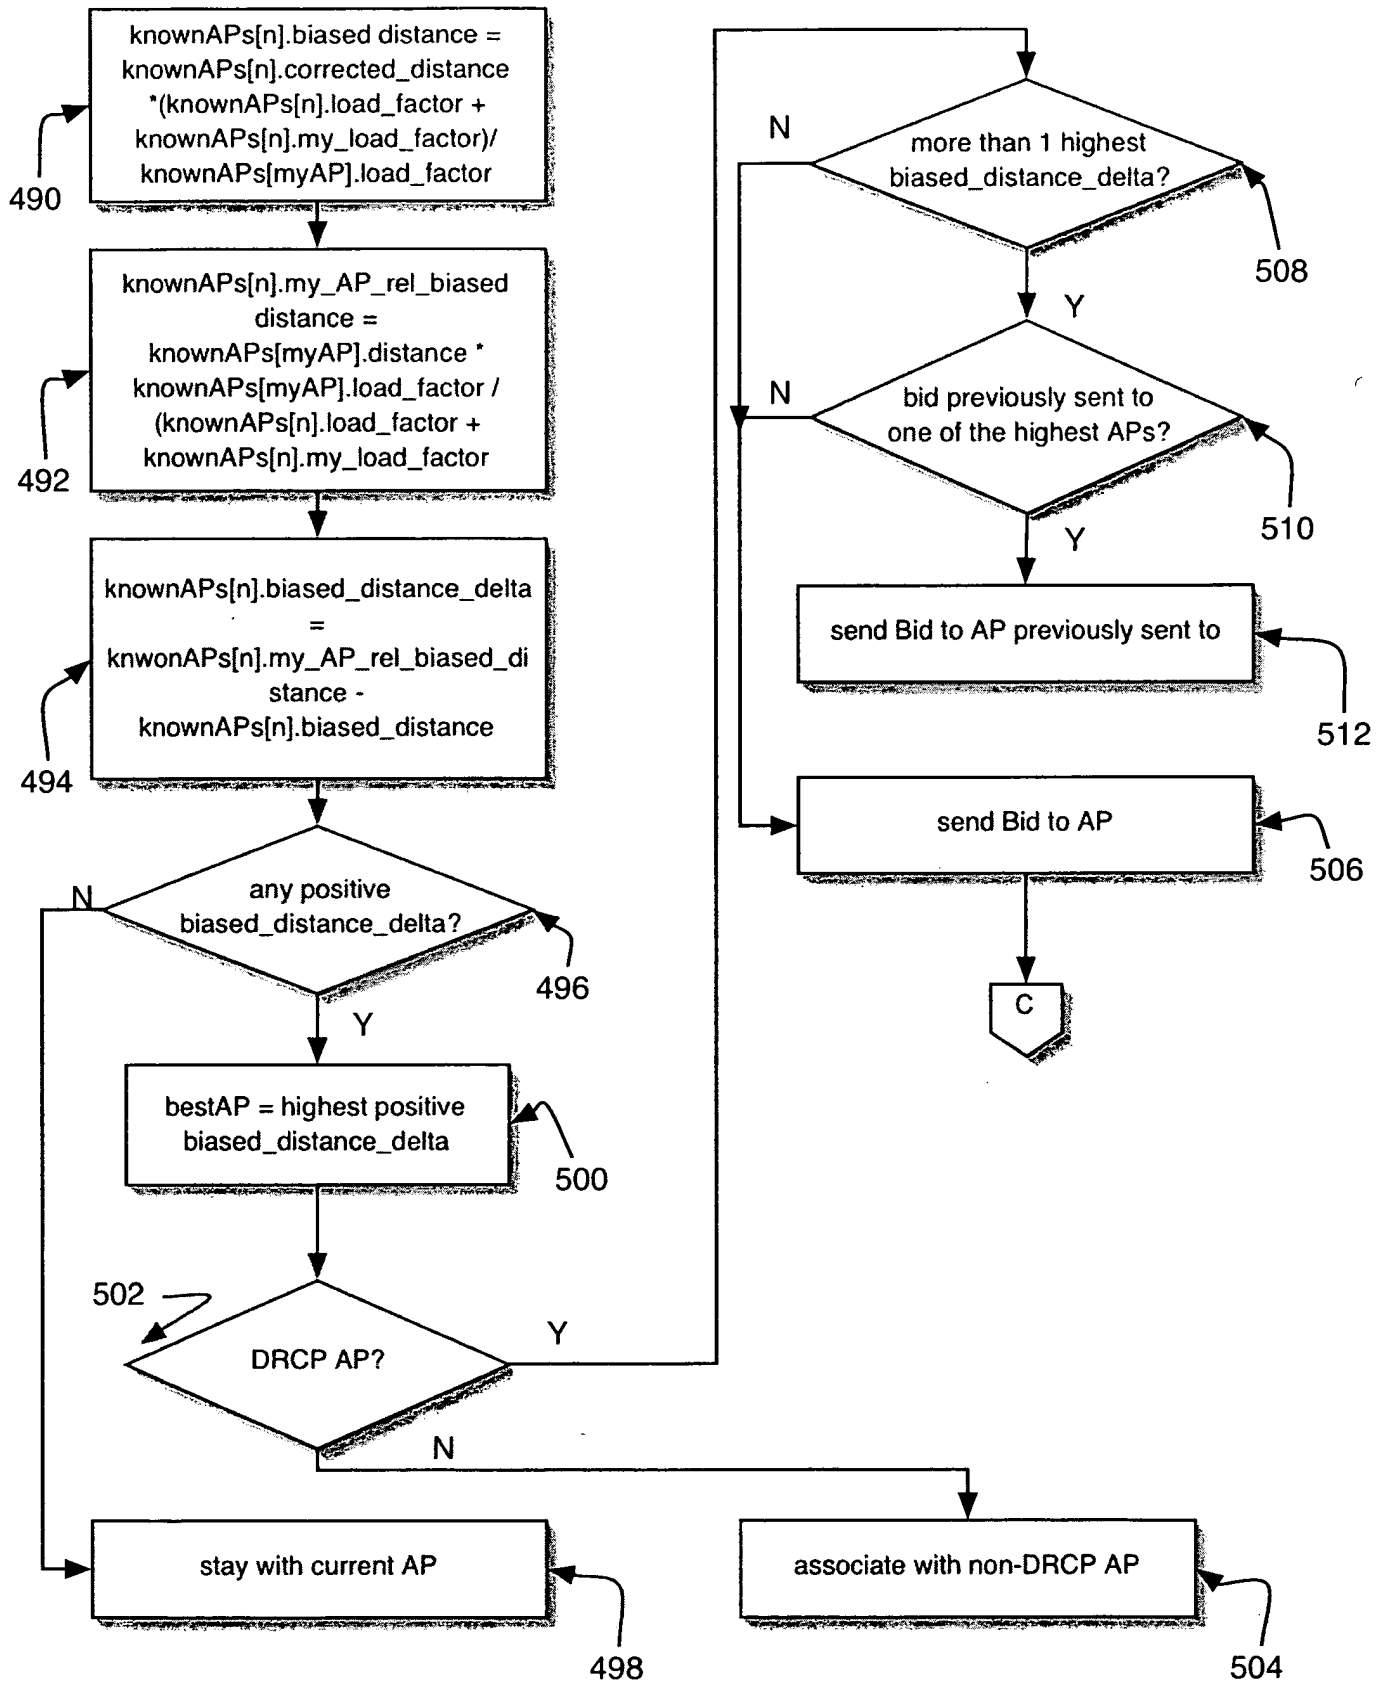 knownAPs[n].biased distance =
knownAPs[n].corrected_distance
*(knownAPs[n].load_factor +
knownAPs[n].my_load_factor)/
knownAPs[myAP].load_factor
490
knownAPs[n].my_AP_rel_biased
distance =
knownAPs[myAP].distance *
knownAPs[myAP].load_factor /
(knownAPs[n].load_factor +
knownAPs[n].my_load_factor
492
knownAPs[n].biased_distance_delta
=
knwonAPs[n].my_AP_rel_biased_di
stance -
knownAPs[n].biased_distance
494
any positive
biased_distance_delta?
N
496
Y
bestAP = highest positive
biased_distance_delta
500
502
DRCP AP?
Y
N
stay with current AP
498
associate with non-DRCP AP
504
more than 1 highest
biased_distance_delta?
N
508
Y
bid previously sent to
one of the highest APs?
N
510
Y
send Bid to AP previously sent to
512
send Bid to AP
506
C